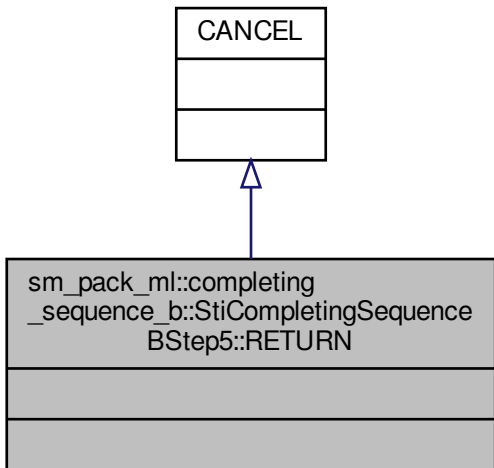 CANCEL
sm_pack_ml::completing
_sequence_b::StiCompletingSequence
BStep5::RETURN